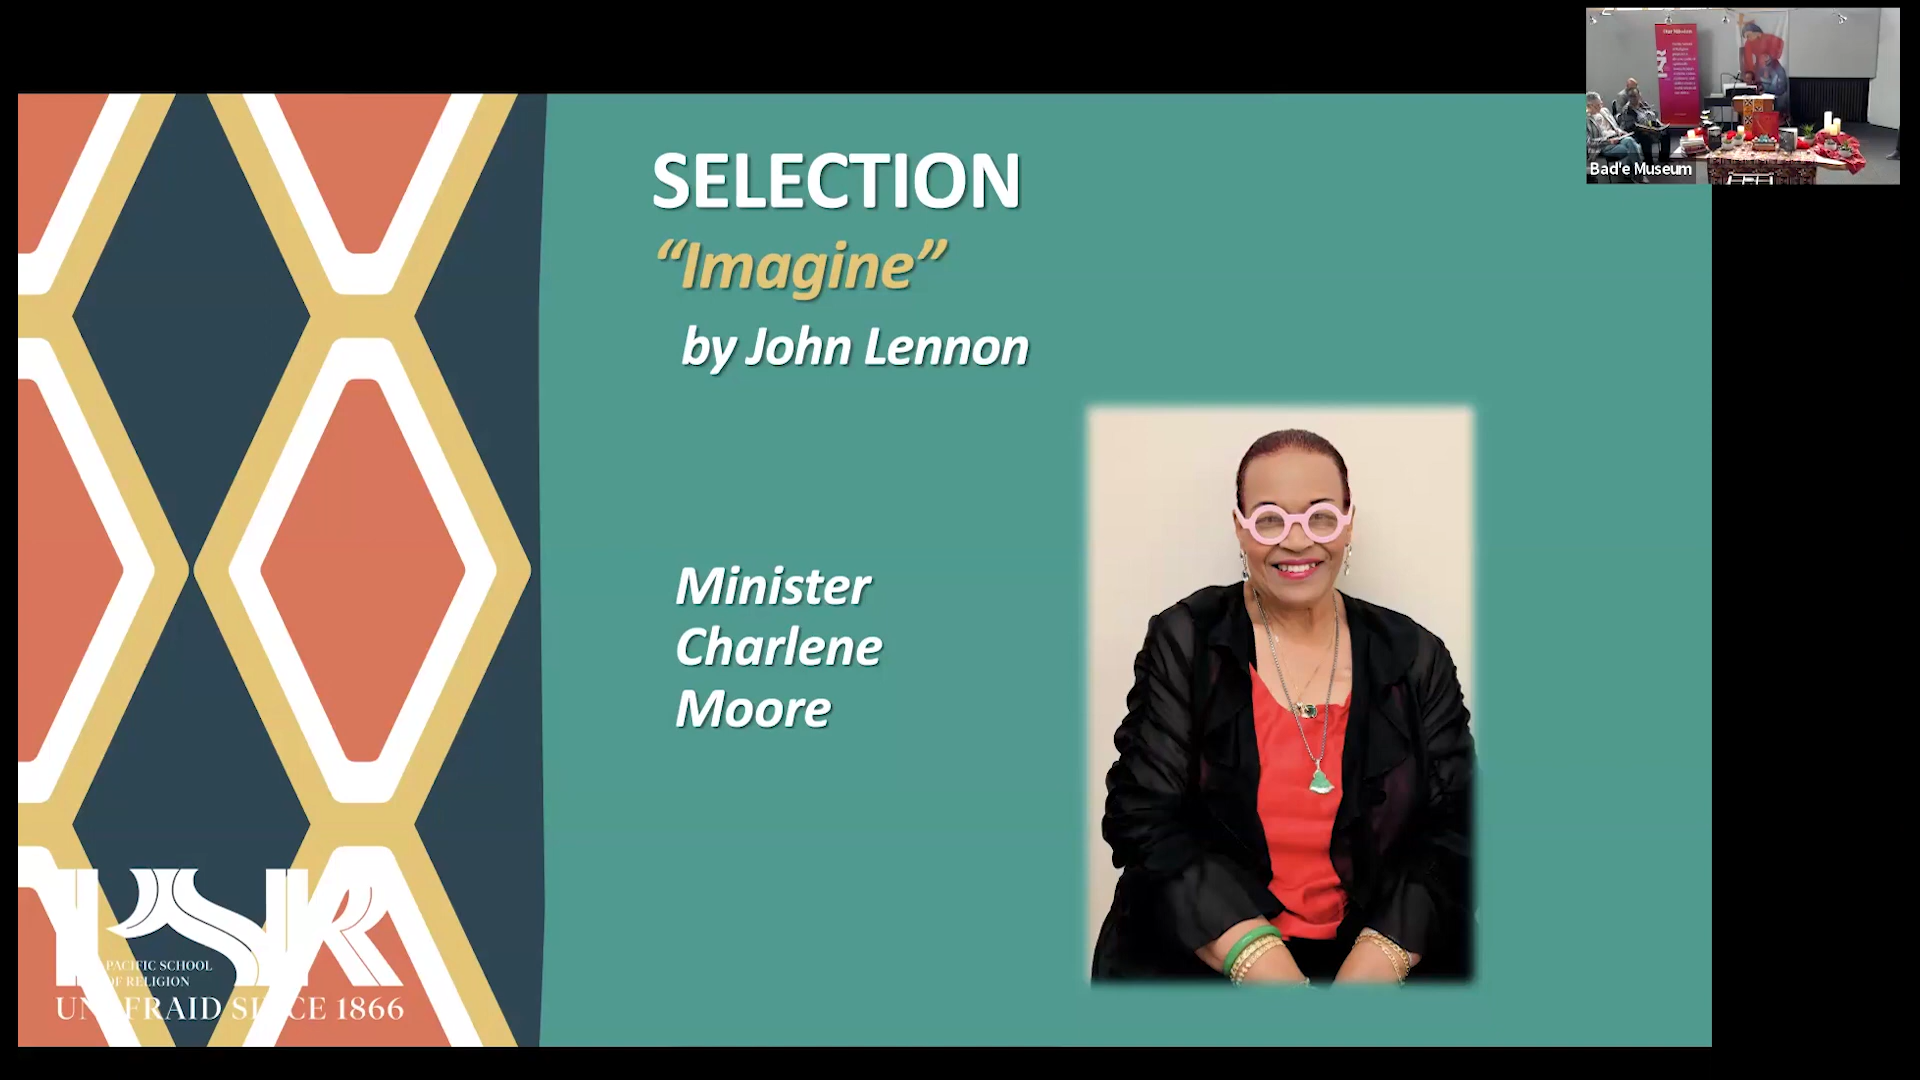 SELECTION
“Imagine”
by John Lennon
Minister
Charlene
Moore
PSR
PACIFIC SCHOOL
OF RELIGION
UNAFRAID SINCE 1866
Bad'e Museum